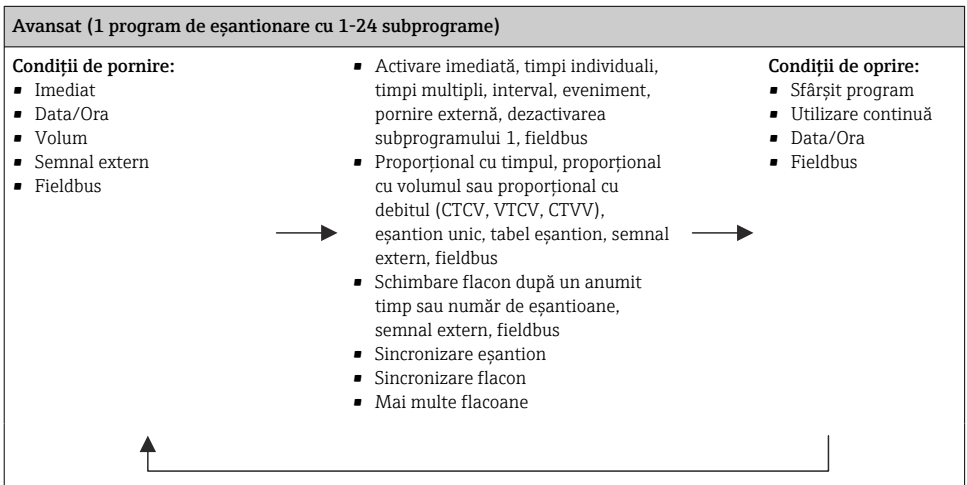 Avansat (1 program de eșantionare cu 1-24 subprograme)
Condiții de pornire:
▪ Imediat
▪ Data/Ora
▪ Volum
▪ Semnal extern
▪ Fieldbus
▪ Activare imediată, timpi individuali,
timpi multipli, interval, eveniment,
pornire externă, dezactivarea
subprogramului 1, fieldbus
▪ Proporțional cu timpul, proporțional
cu volumul sau proporțional cu
debitul (CTCV, VTCV, CTVV),
eșantion unic, tabel eșantion, semnal
extern, fieldbus
▪ Schimbare flacon după un anumit
timp sau număr de eșantioane,
semnal extern, fieldbus
▪ Sincronizare eșantion
▪ Sincronizare flacon
▪ Mai multe flacoane
Condiții de oprire:
▪ Sfârșit program
▪ Utilizare continuă
▪ Data/Ora
▪ Fieldbus